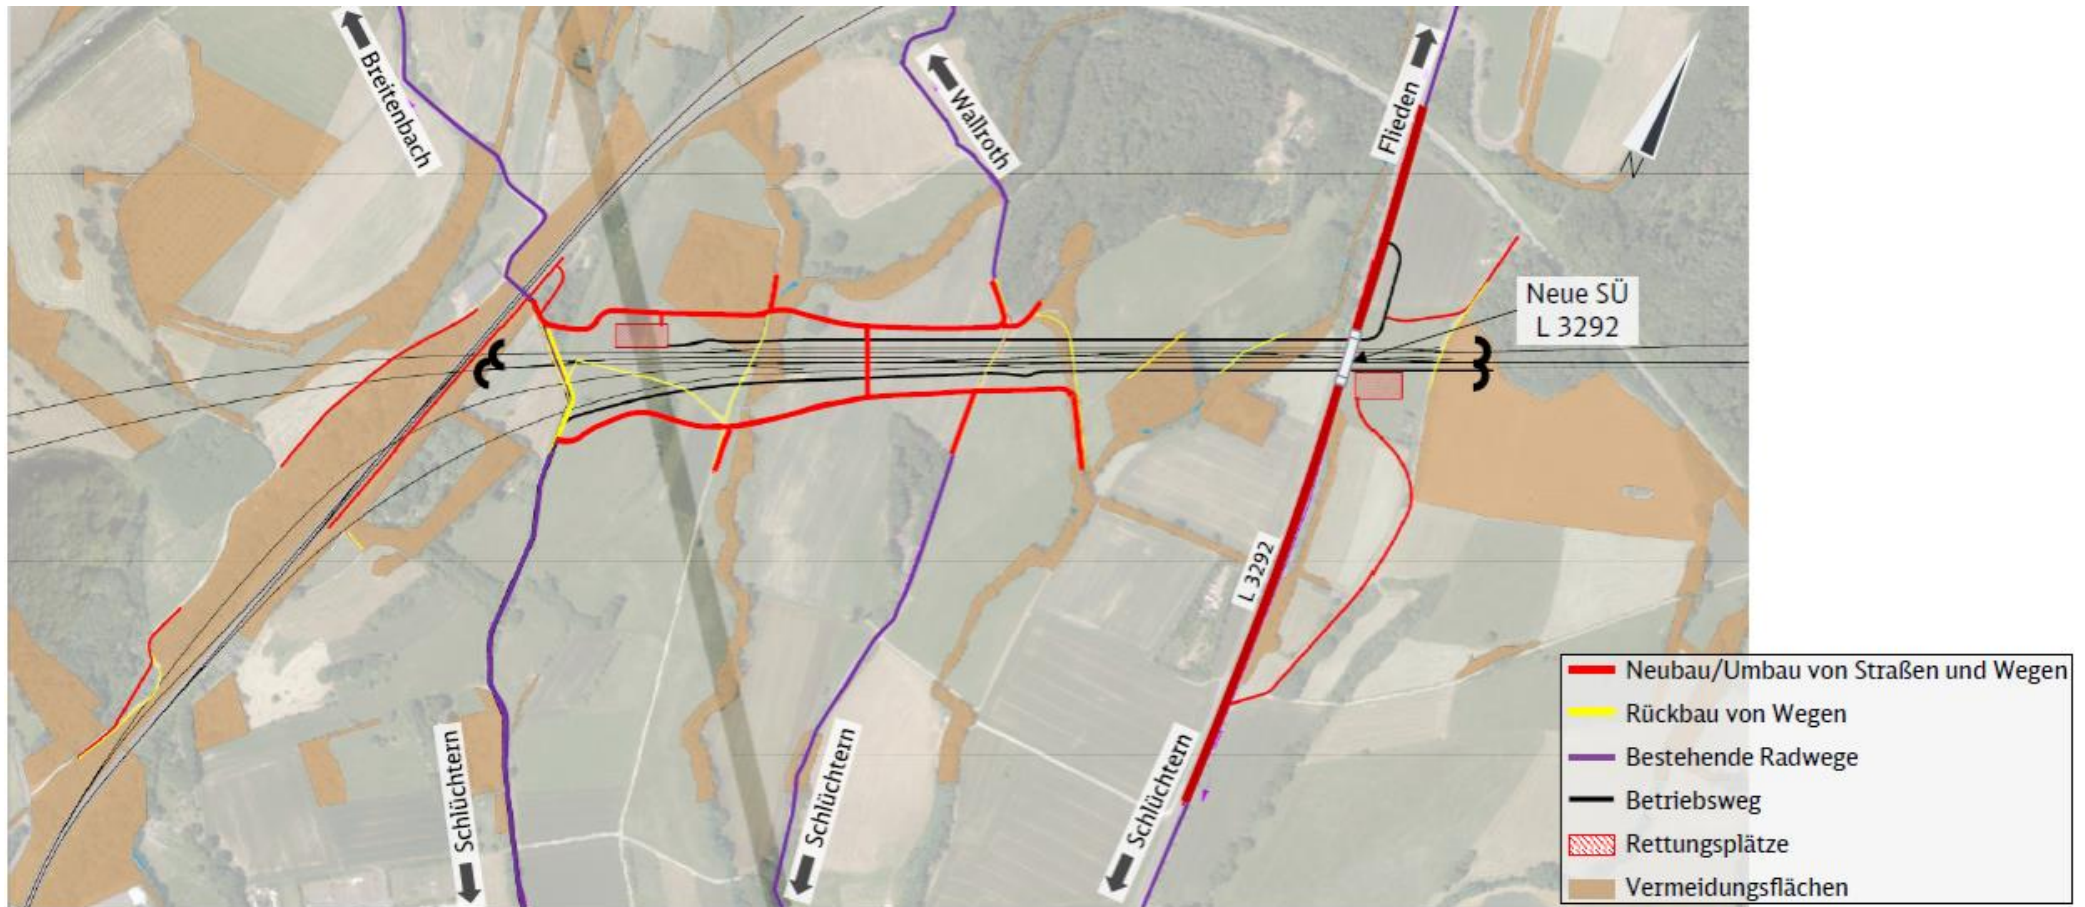 Breitenbach
Wallroth
Flieden
N
Neue SÜ
L 3292
L 3292
Schlüchtern
Schlüchtern
Schlüchtern
Neubau/Umbau von Straßen und Wegen
Rückbau von Wegen
Bestehende Radwege
Betriebsweg
Rettungsplätze
Vermeidungsflächen